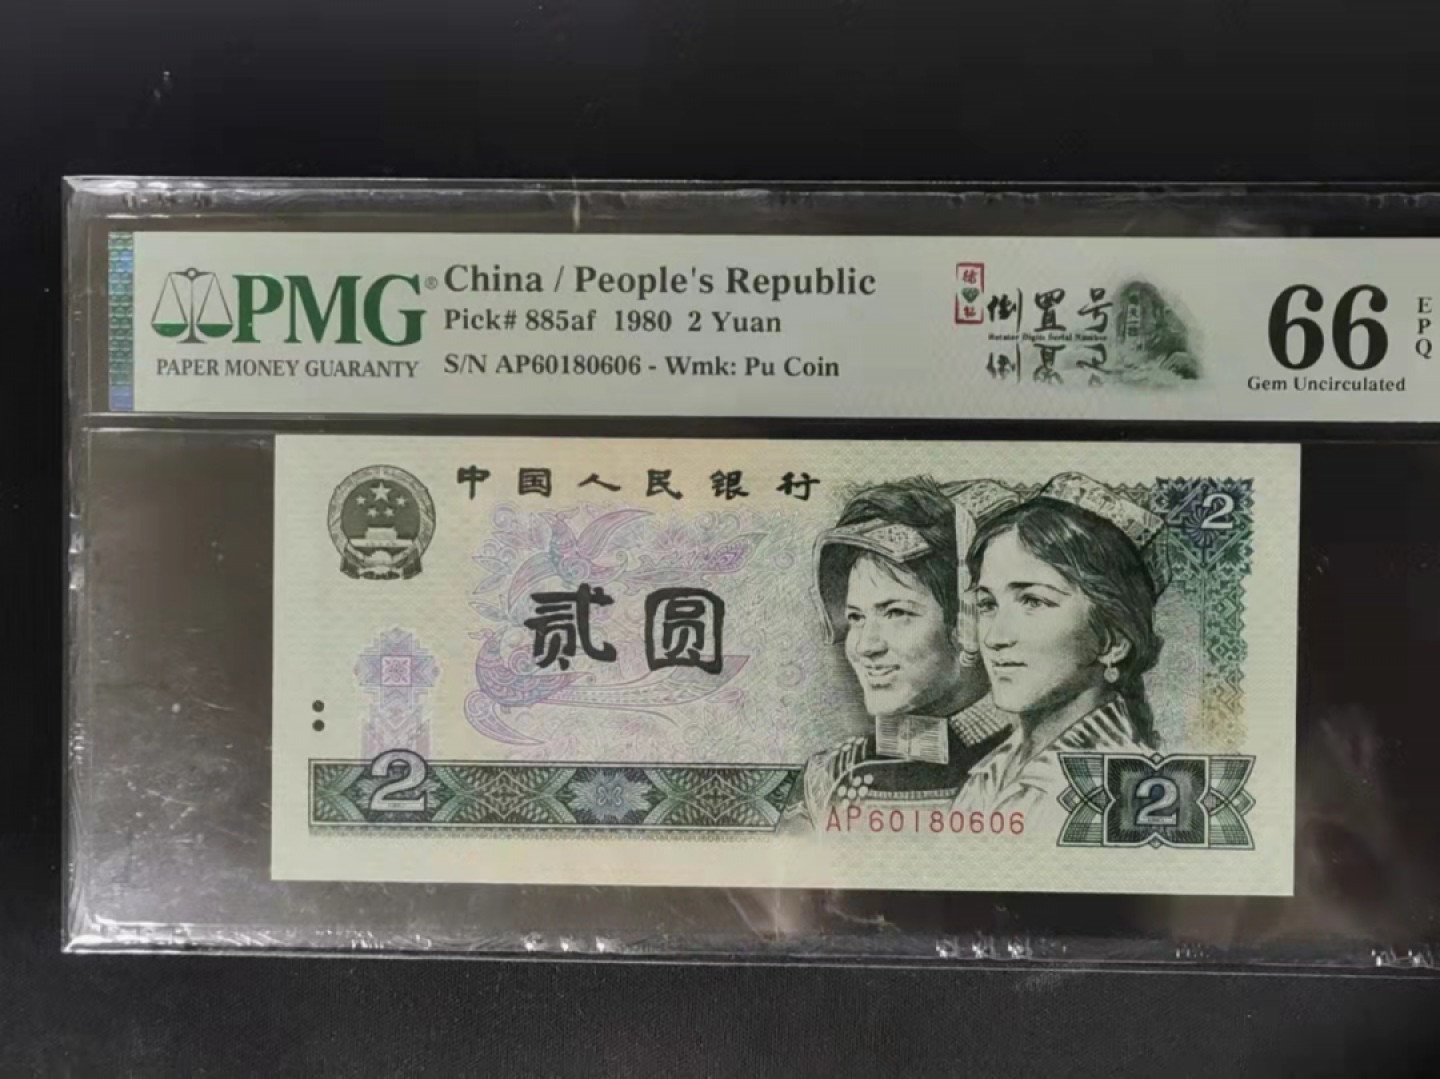 PMG®
PAPER MONEY GUARANTY
China / People's Republic
Pick# 885af 1980 2 Yuan
S/N AP60180606 - Wmk: Pu Coin
倒置号
Rotator Digits Serial Number
66
EPQ
Gem Uncirculated
中国人民银行
2
贰圆
2
AP60180606
2